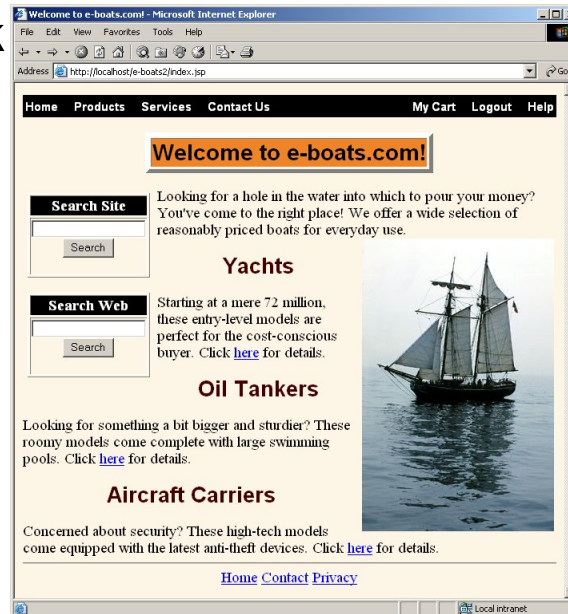 Welcome to e-boats.com! - Microsoft Internet Explorer
File Edit View Favorites Tools Help
Address http://localhost/e-boats2/index.jsp Go
Home Products Services Contact Us My Cart Logout Help
Welcome to e-boats.com!
Search Site
Search
Search Web
Search
Looking for a hole in the water into which to pour your money?
You've come to the right place! We offer a wide selection of
reasonably priced boats for everyday use.
Yachts
Starting at a mere 72 million,
these entry-level models are
perfect for the cost-conscious
buyer. Click here for details.
Oil Tankers
Looking for something a bit bigger and sturdier? These
roomy models come complete with large swimming
pools. Click here for details.
Aircraft Carriers
Concerned about security? These high-tech models
come equipped with the latest anti-theft devices. Click here for details.
Home Contact Privacy
Local intranet